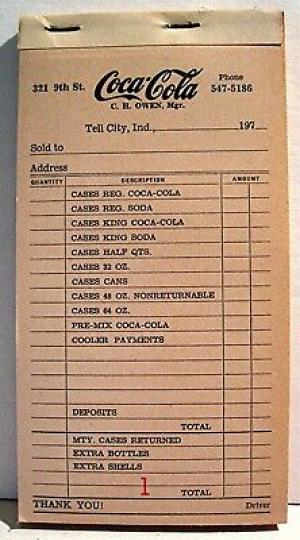 321 9th St. Coca-Cola Phone 547-5186
C. H. OWEN, Mgr.
Tell City, Ind., 197
Sold to
Address
QUANTITY DESCRIPTION AMOUNT
CASES REG. COCA-COLA
CASES REG. SODA
CASES KING COCA-COLA
CASES KING SODA
CASES HALF QTS.
CASES 32 OZ.
CASES CANS
CASES 48 OZ. NONRETURNABLE
CASES 64 OZ.
PRE-MIX COCA-COLA
COOLER PAYMENTS
DEPOSITS
TOTAL
MTY. CASES RETURNED
EXTRA BOTTLES
EXTRA SHELLS
1
TOTAL
THANK YOU! Driver